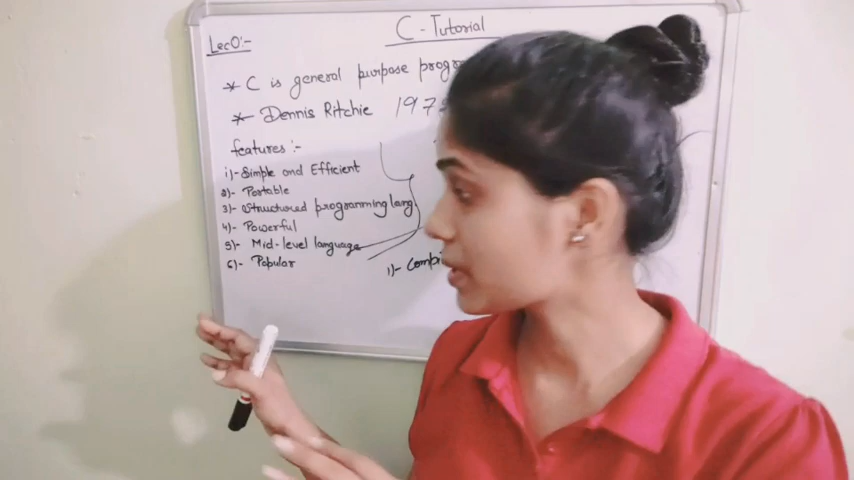 C - Tutorial
Lec0:-
* C is general purpose progr
* Dennis Ritchie 197
features :-
1)- Simple and Efficient
2)- Portable
3)- Structured programming lang
4)- Powerful
5)- Mid-level language
6)- Popular
1)- Compi